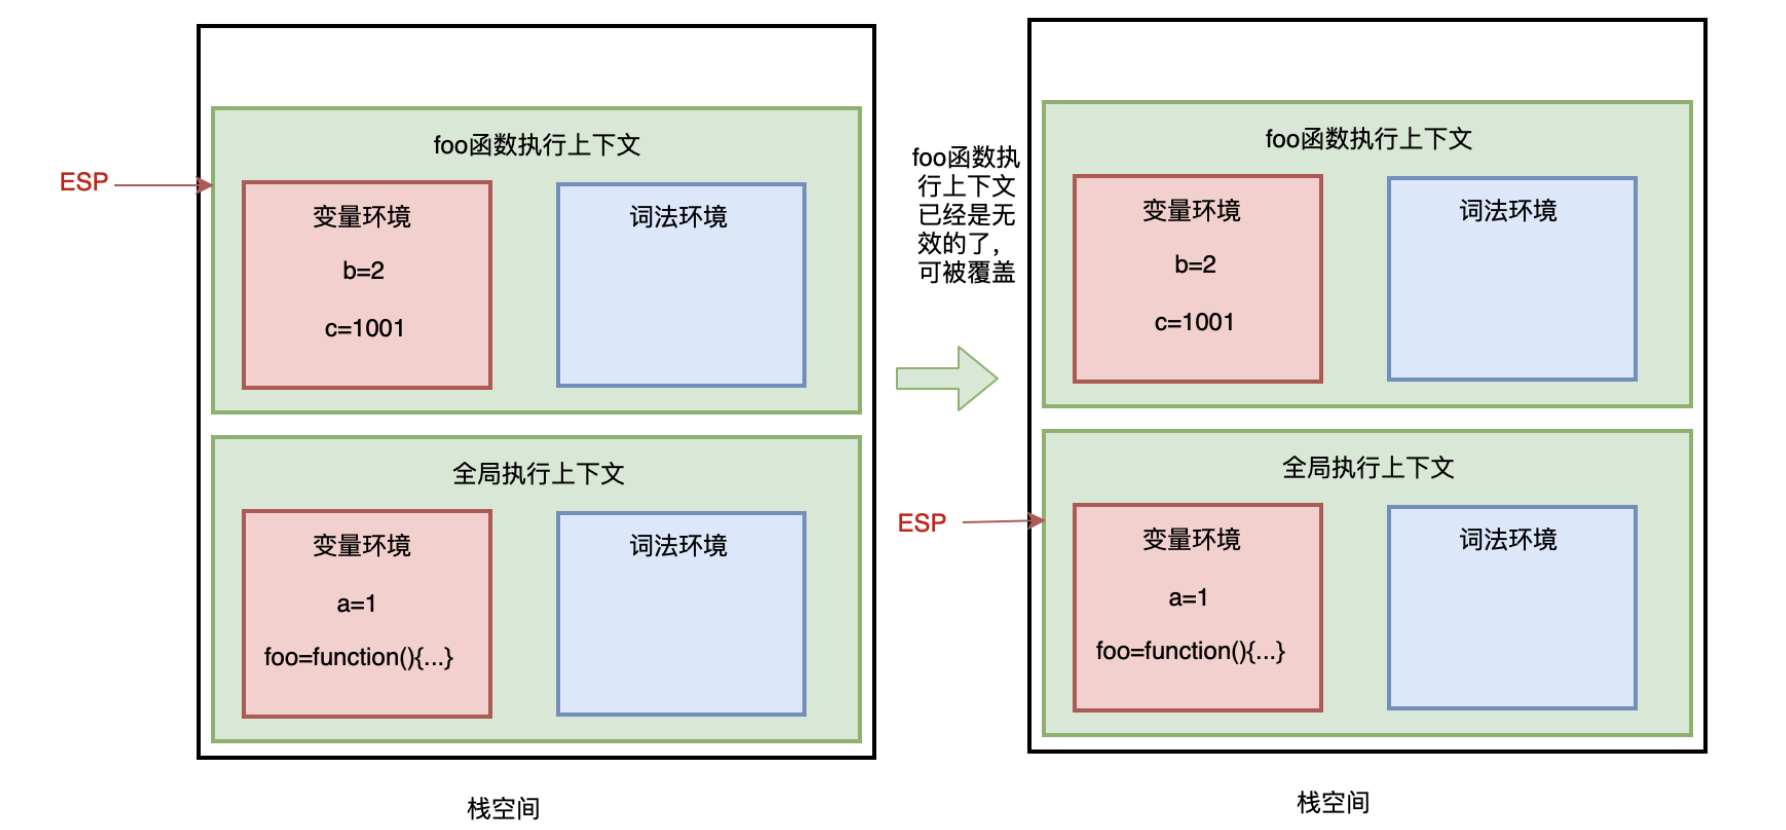 foo函数执行上下文
ESP
变量环境
词法环境
b=2
c=1001
全局执行上下文
变量环境
词法环境
a=1
foo=function(){...}
栈空间
foo函数执
行上下文
已经是无
效的了，
可被覆盖
foo函数执行上下文
变量环境
词法环境
b=2
c=1001
全局执行上下文
ESP
变量环境
词法环境
a=1
foo=function(){...}
栈空间